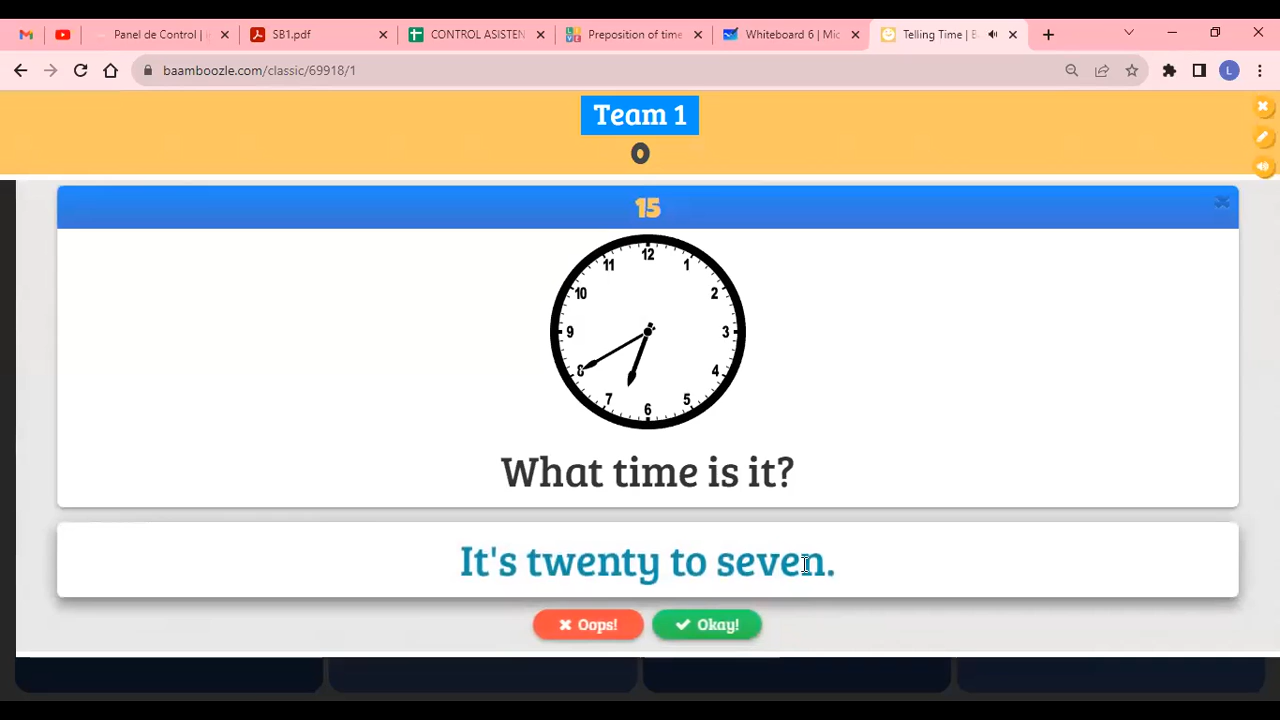 Panel de Control | i
SB1.pdf
CONTROL ASISTEN
Preposition of time
Whiteboard 6 | Mic
Telling Time | B
baamboozle.com/classic/69918/1
L
Team 1
0
15
12
11 1
10 2
9 3
8 4
7 5
6
What time is it?
It's twenty to seven.
Oops! Okay!